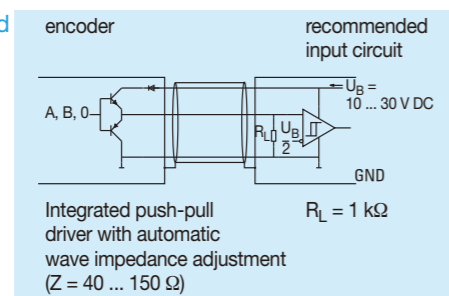 d
encoder
recommended
input circuit
U_B =
10 ... 30 V DC
A, B, 0
R_L
U_B
2
GND
Integrated push-pull
driver with automatic
wave impedance adjustment
(Z = 40 ... 150 Ω)
R_L = 1 kΩ